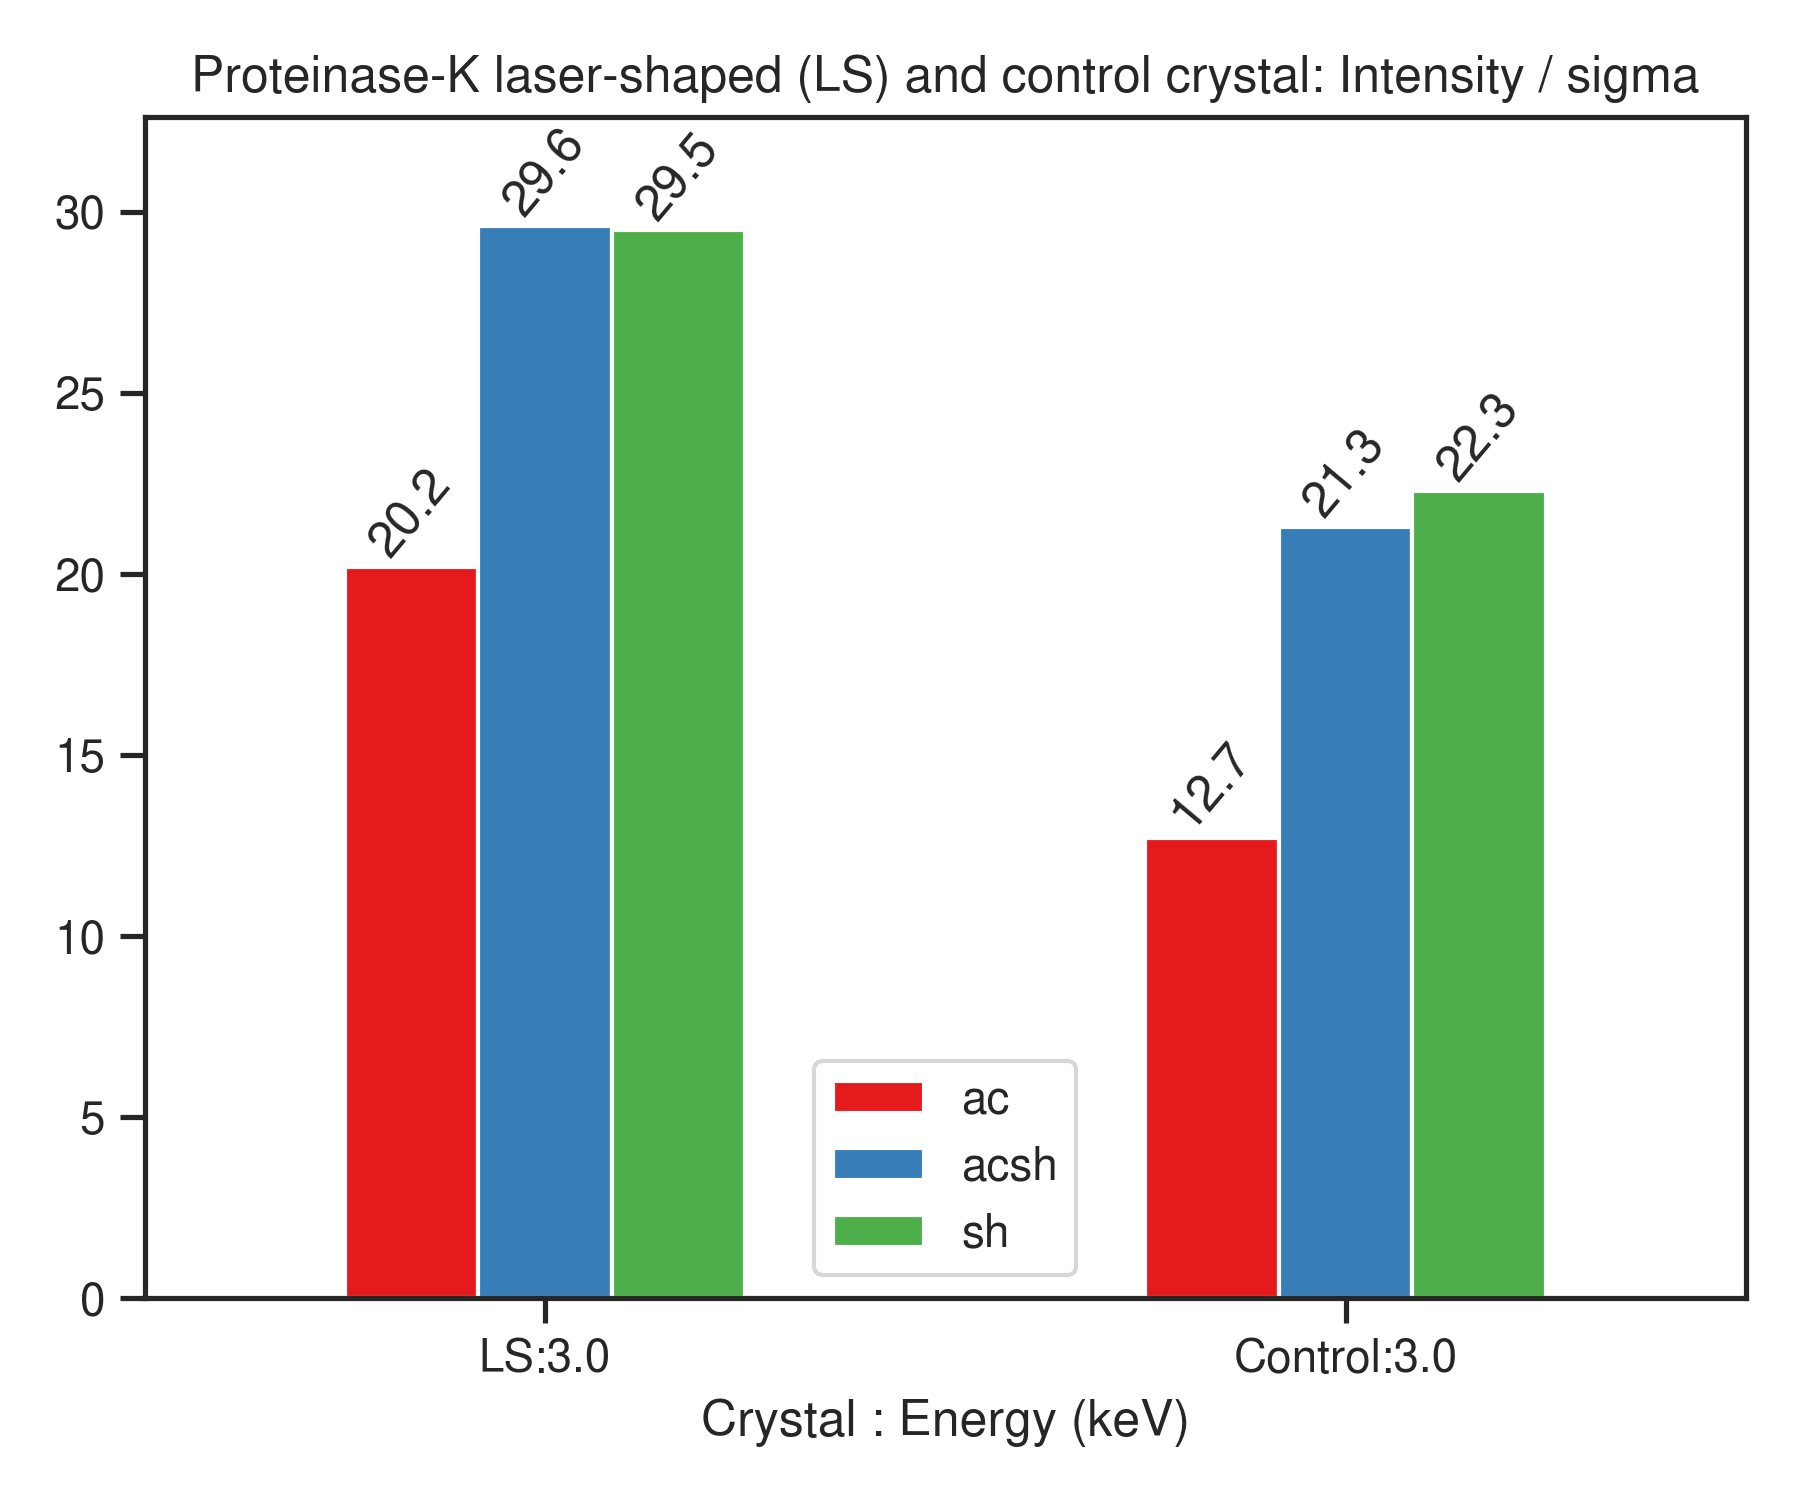 Proteinase-K laser-shaped (LS) and control crystal: Intensity / sigma
30
25
20
15
10
5
0
20.2
29.6
29.5
12.7
21.3
22.3
ac
acsh
sh
LS:3.0
Control:3.0
Crystal : Energy (keV)